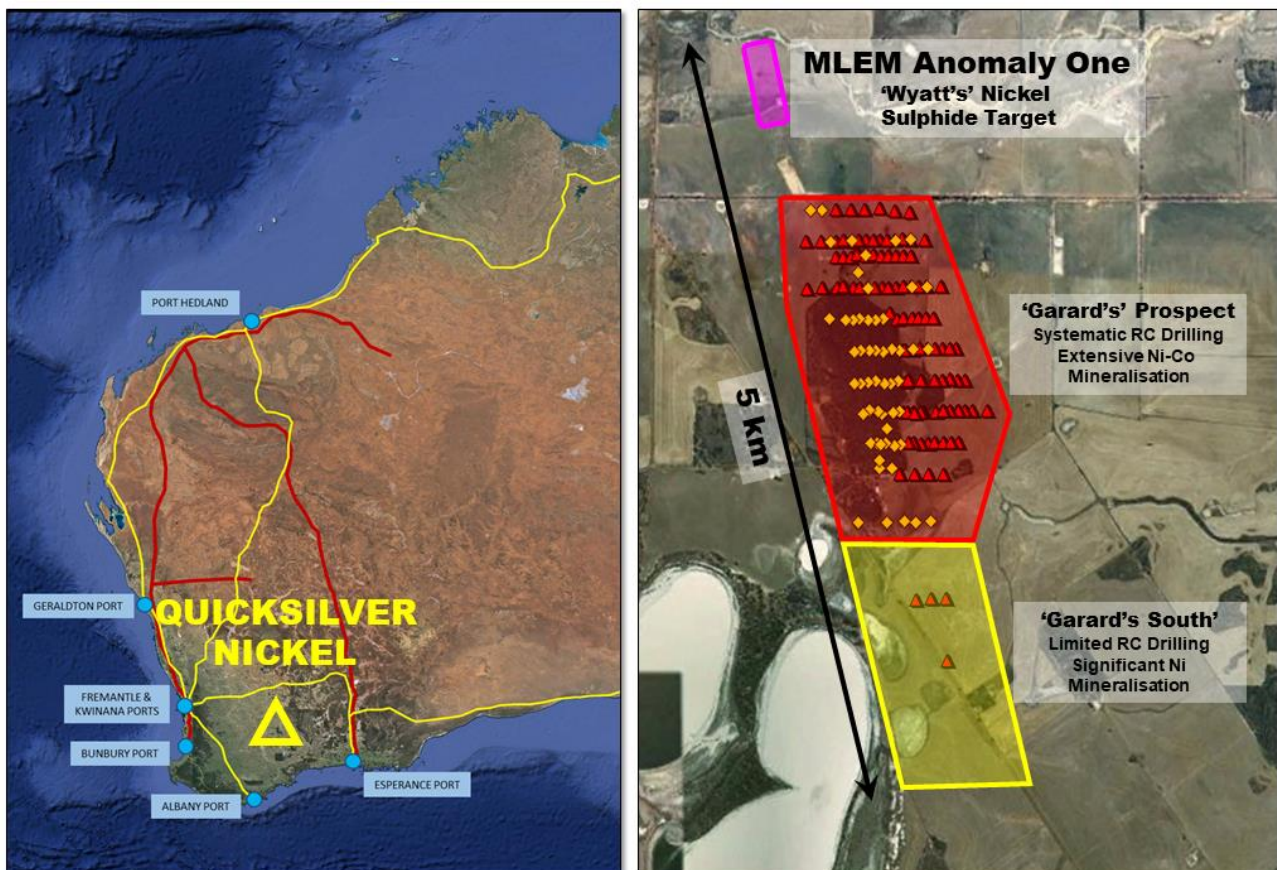 PORT HEDLAND
GERALDTON PORT
QUICKSILVER
NICKEL
FREMANTLE &
KWINANA PORTS
BUNBURY PORT
ALBANY PORT
ESPERANCE PORT
MLEM Anomaly One
‘Wyatt’s’ Nickel
Sulphide Target
5 km
‘Garard’s’ Prospect
Systematic RC Drilling
Extensive Ni-Co
Mineralisation
‘Garard’s South’
Limited RC Drilling
Significant Ni
Mineralisation